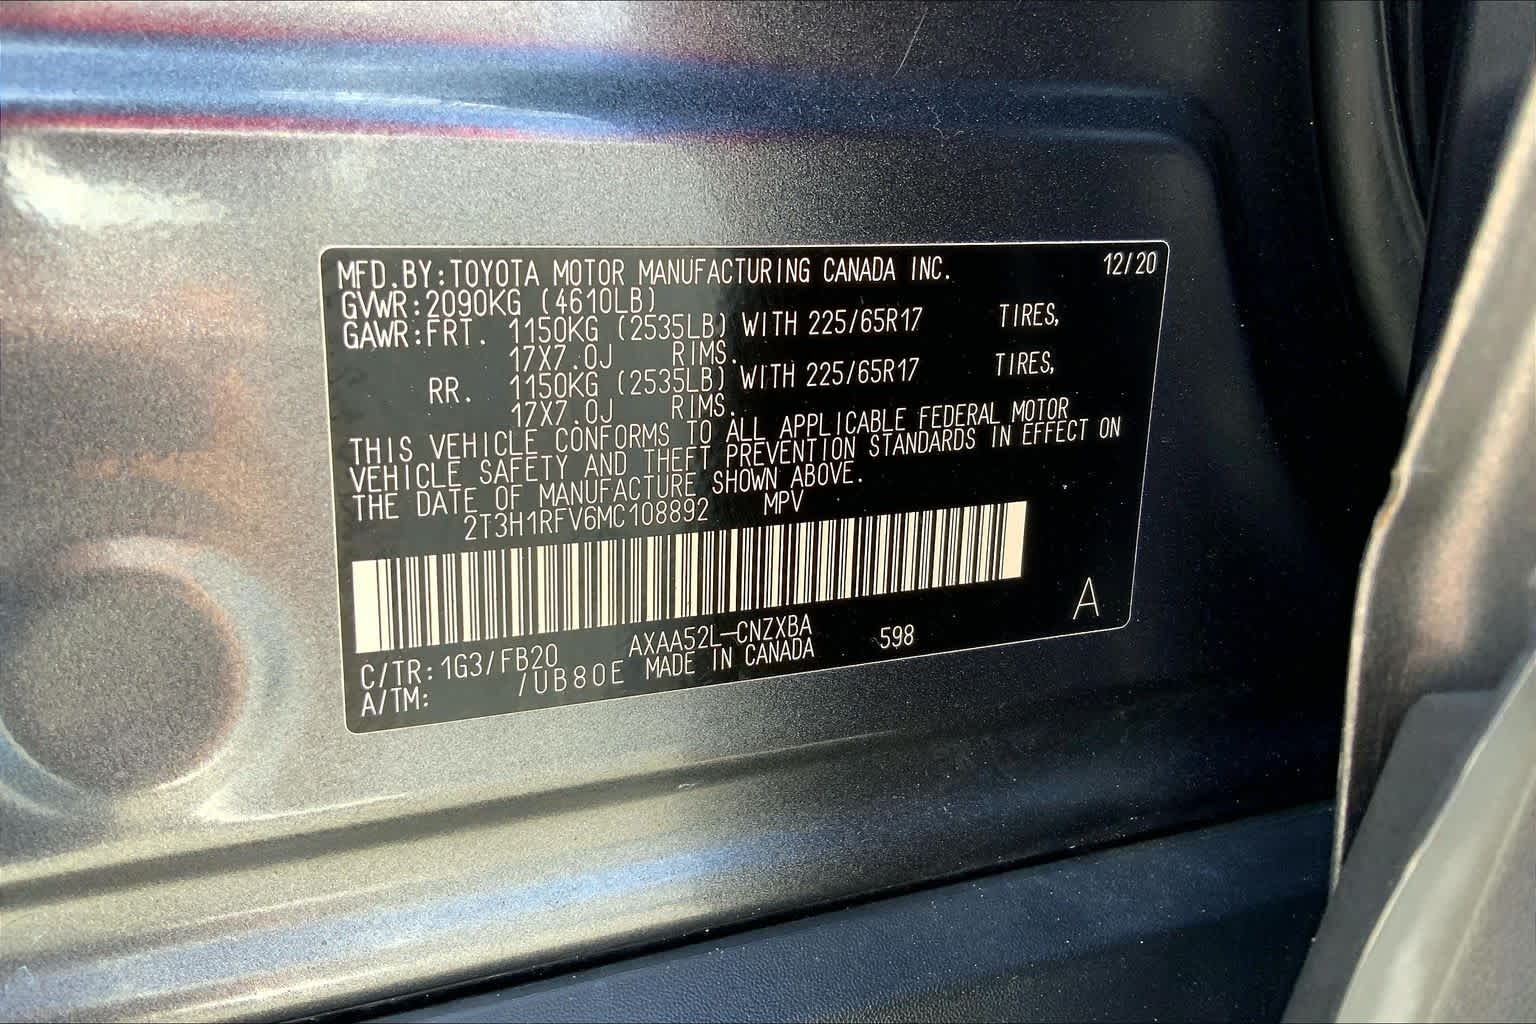 MFD.BY:TOYOTA MOTOR MANUFACTURING CANADA INC. 12/20
GVWR:2090KG (4610LB)
GAWR:FRT. 1150KG (2535LB) WITH 225/65R17 TIRES,
17X7.0J RIMS.
RR. 1150KG (2535LB) WITH 225/65R17 TIRES,
17X7.0J RIMS.
THIS VEHICLE CONFORMS TO ALL APPLICABLE FEDERAL MOTOR
VEHICLE SAFETY AND THEFT PREVENTION STANDARDS IN EFFECT ON
THE DATE OF MANUFACTURE SHOWN ABOVE.
2T3H1RFV6MC108892 MPV
A
AXAA52L-CNZXBA 598
C/TR:1G3/FB20 MADE IN CANADA
A/TM: /UB80E